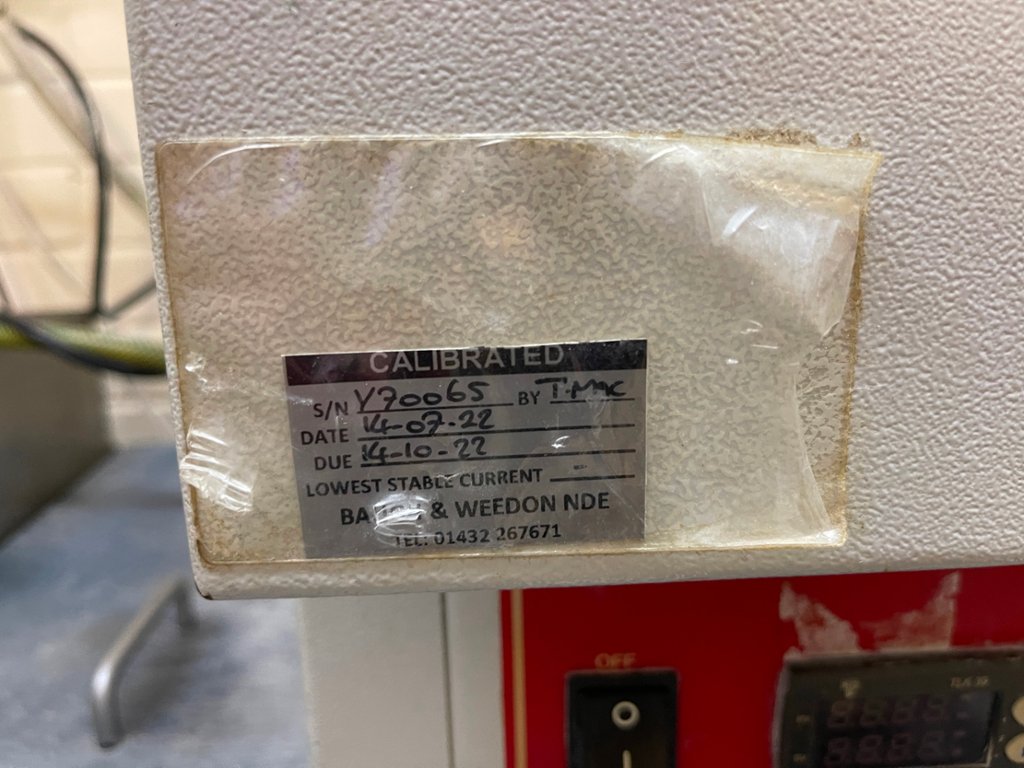 CALIBRATED
S/N Y70065 BY T. Mac
DATE 14-07-22
DUE 14-10-22
LOWEST STABLE CURRENT -
& WEEDON NDE
TEL: 01432 267671
OFF